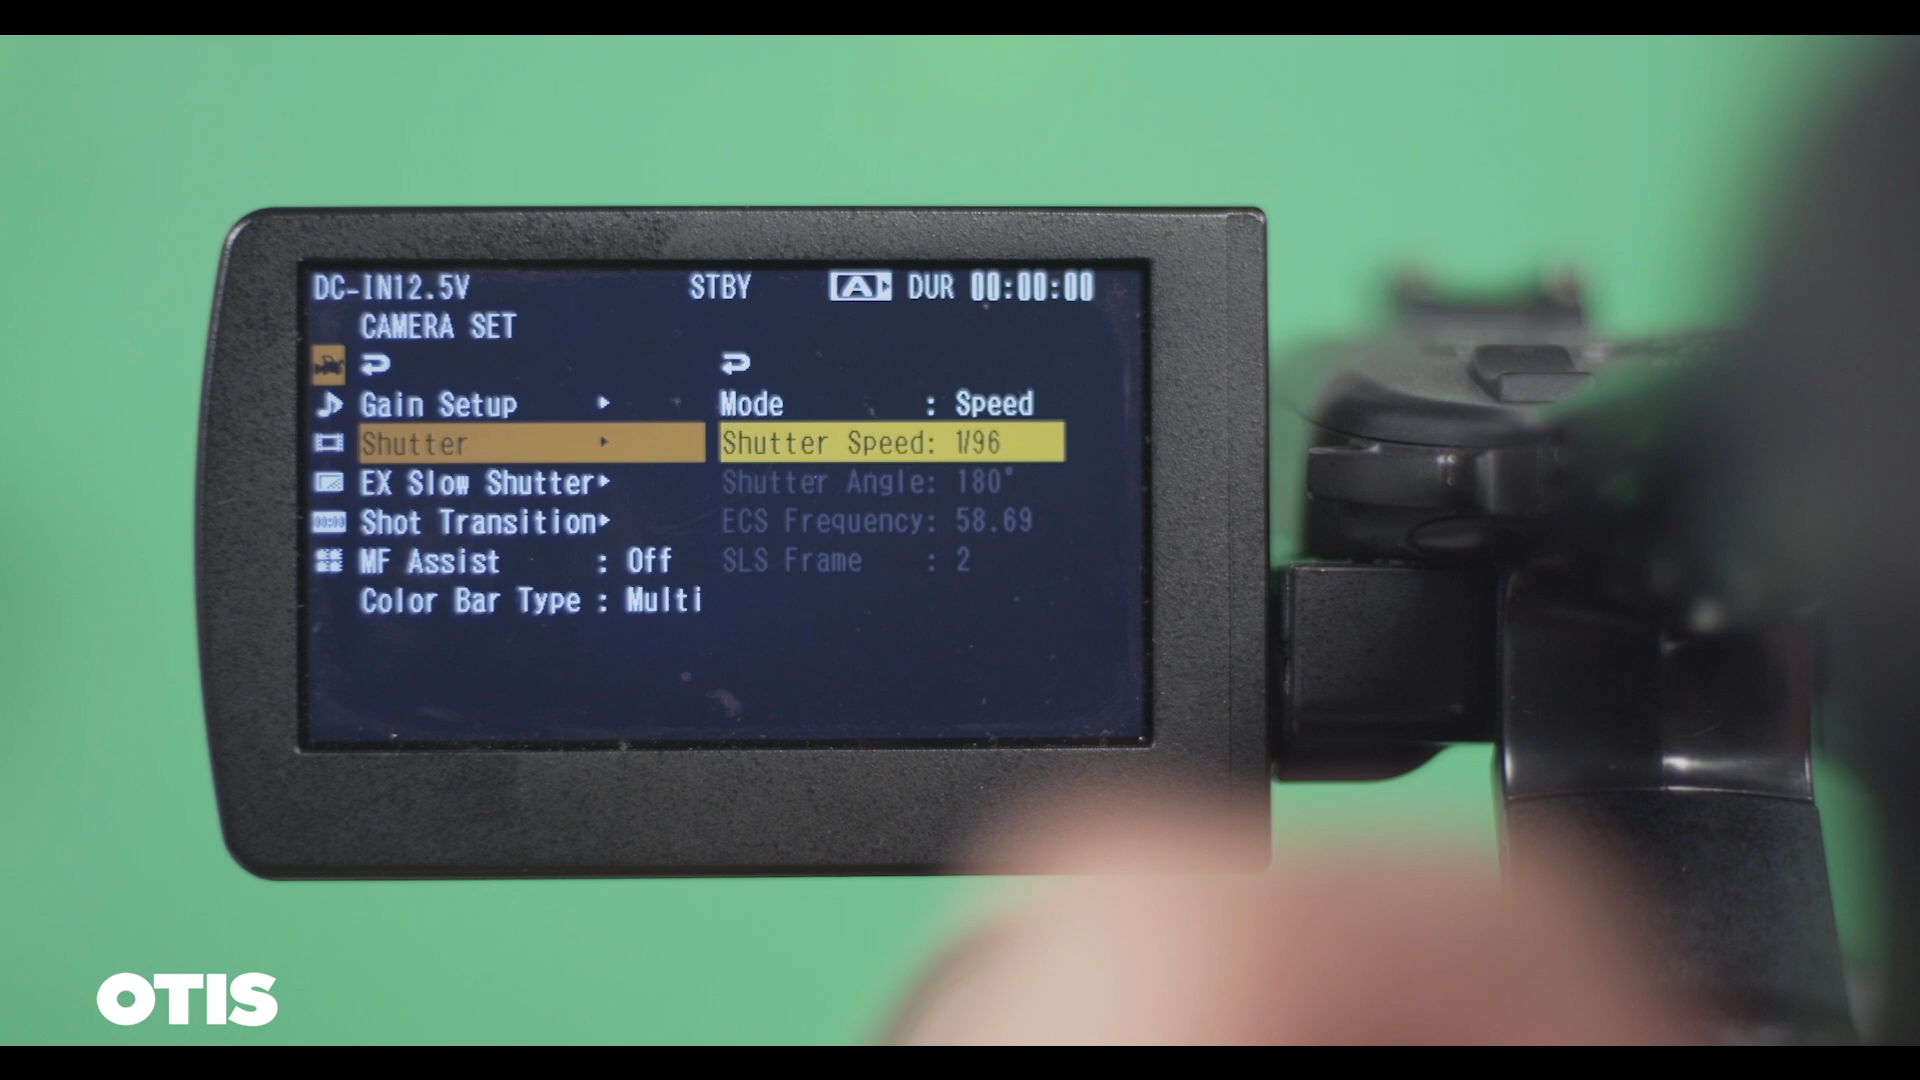 DC-IN12.5V STBY A DUR 00:00:00
CAMERA SET
Gain Setup
Shutter
EX Slow Shutter
Shot Transition
00:00
MF Assist : Off
Color Bar Type : Multi
Mode : Speed
Shutter Speed: 1/96
Shutter Angle: 180°
ECS Frequency: 58.69
SLS Frame : 2
OTIS